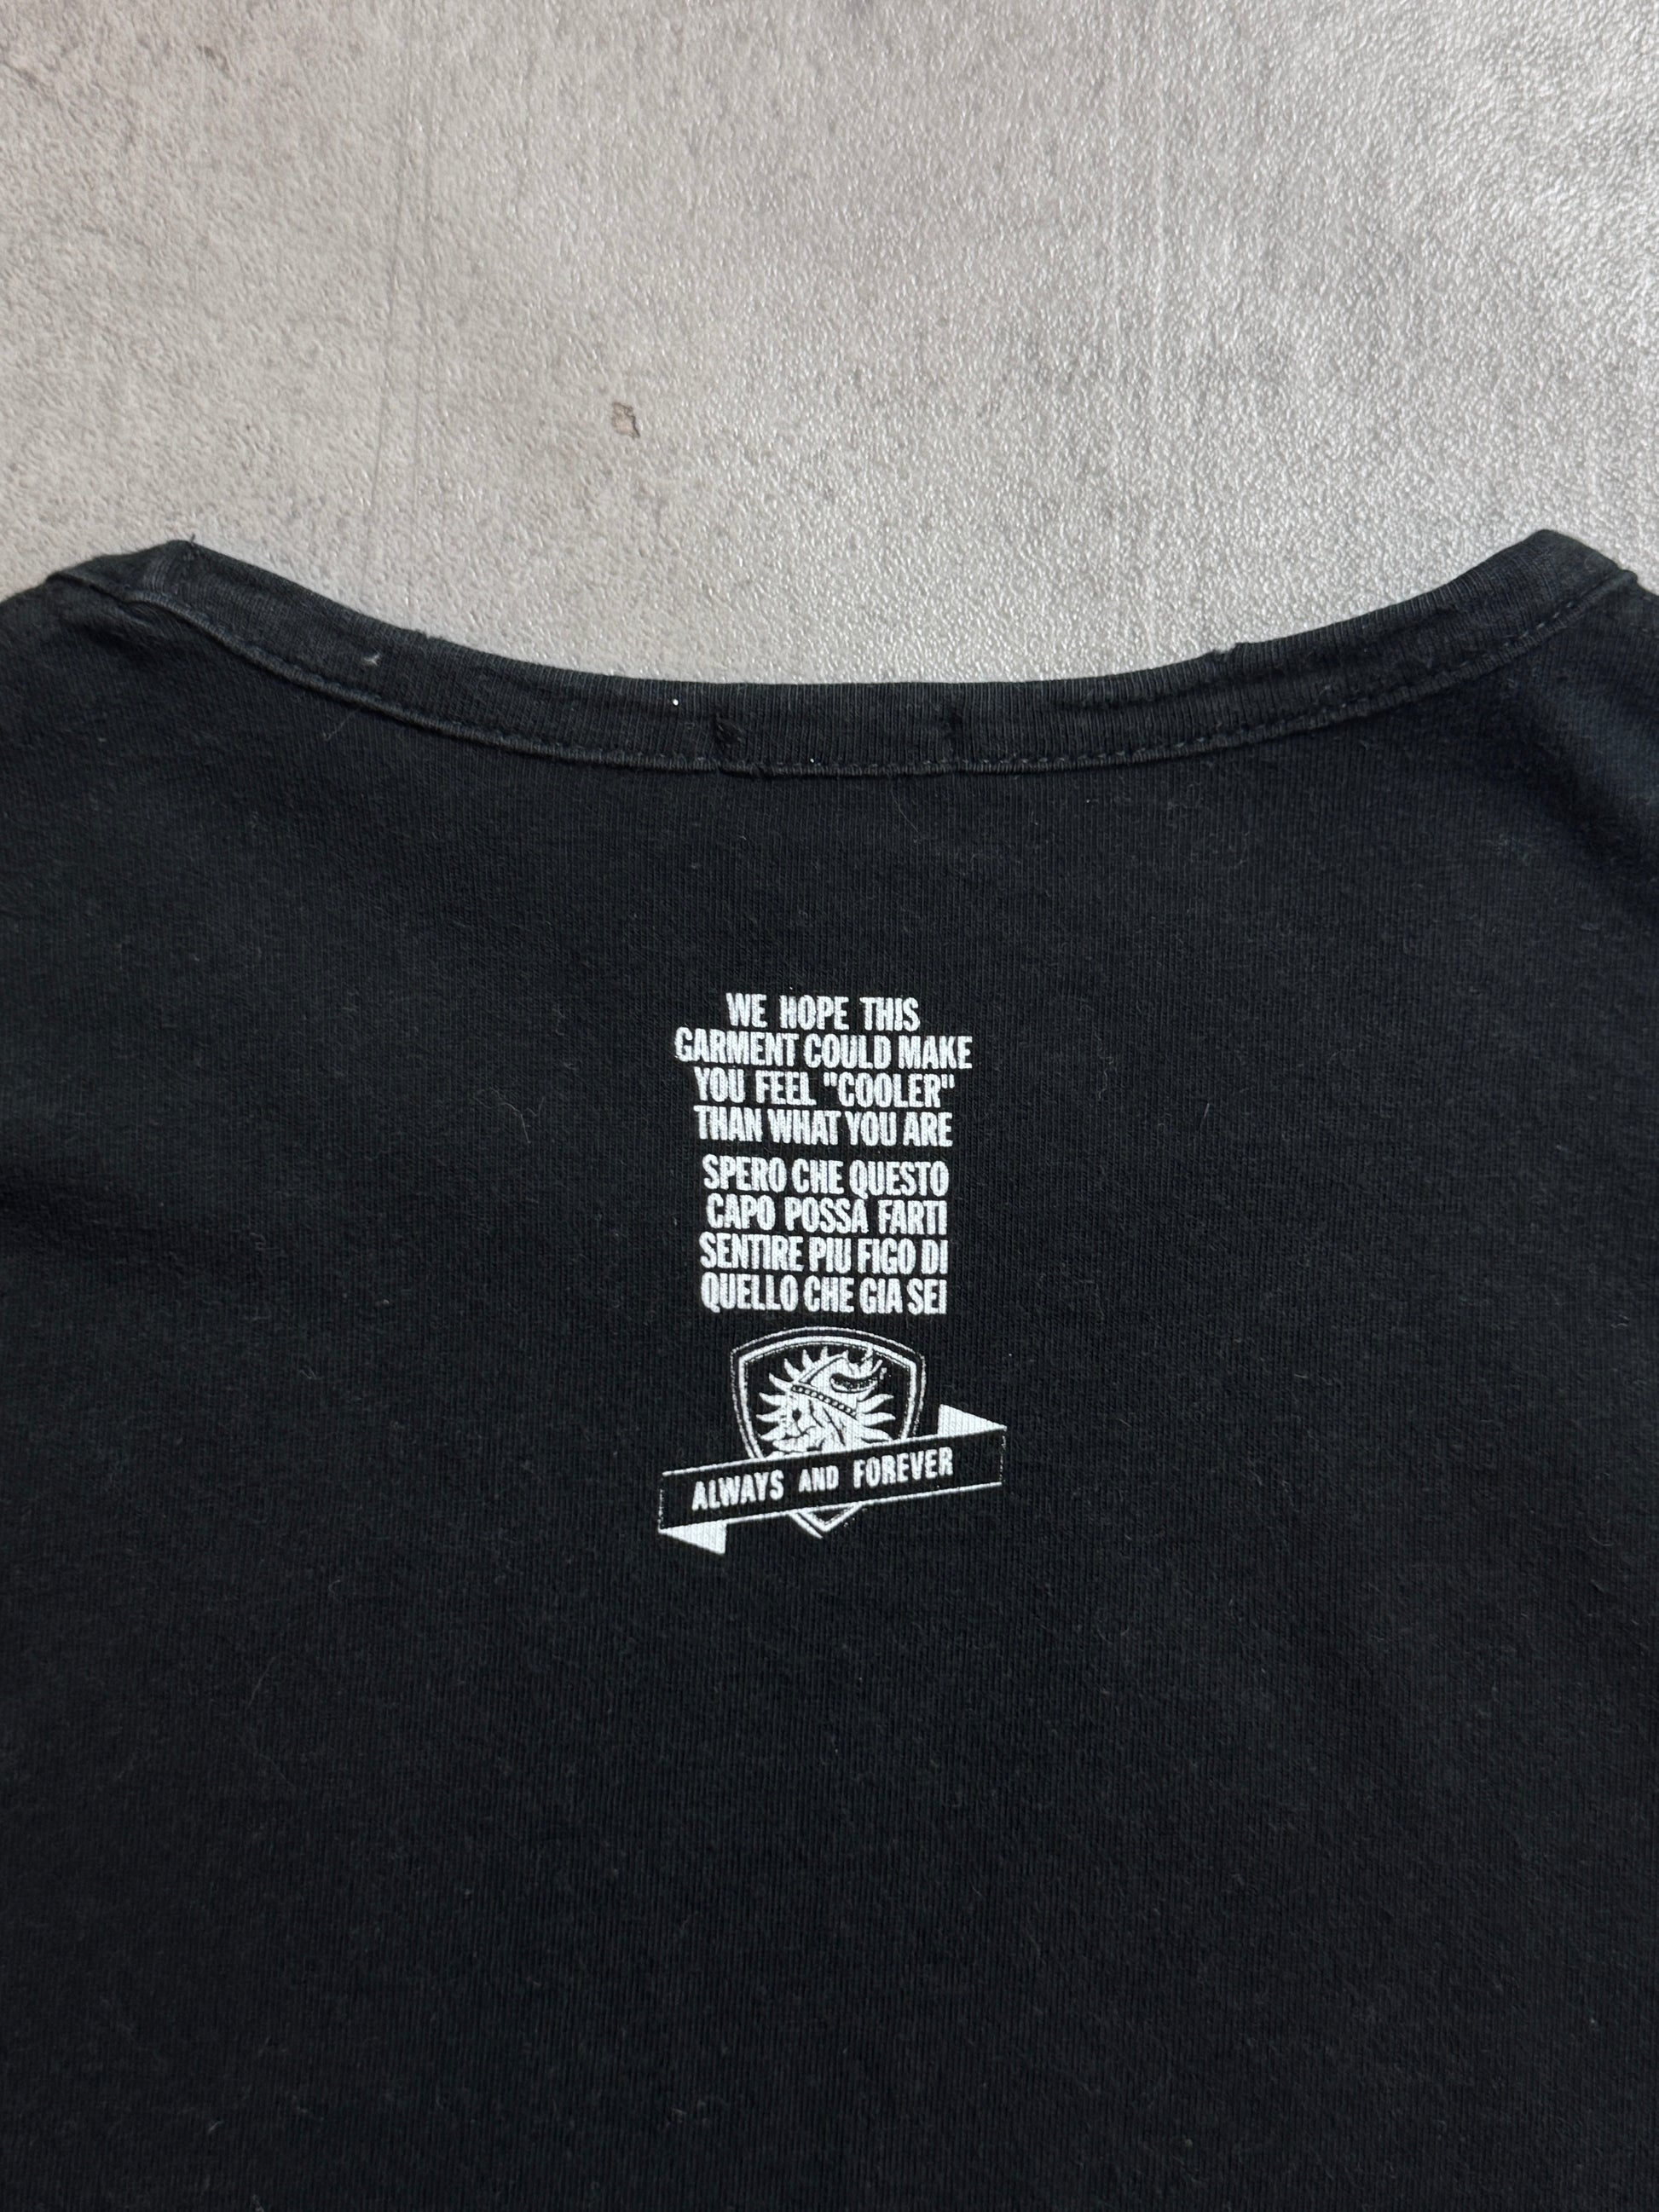 WE HOPE THIS
GARMENT COULD MAKE
YOU FEEL "COOLER"
THAN WHAT YOU ARE
SPERO CHE QUESTO
CAPO POSSA FARTI
SENTIRE PIU FIGO DI
QUELLO CHE GIA SEI
ALWAYS AND FOREVER